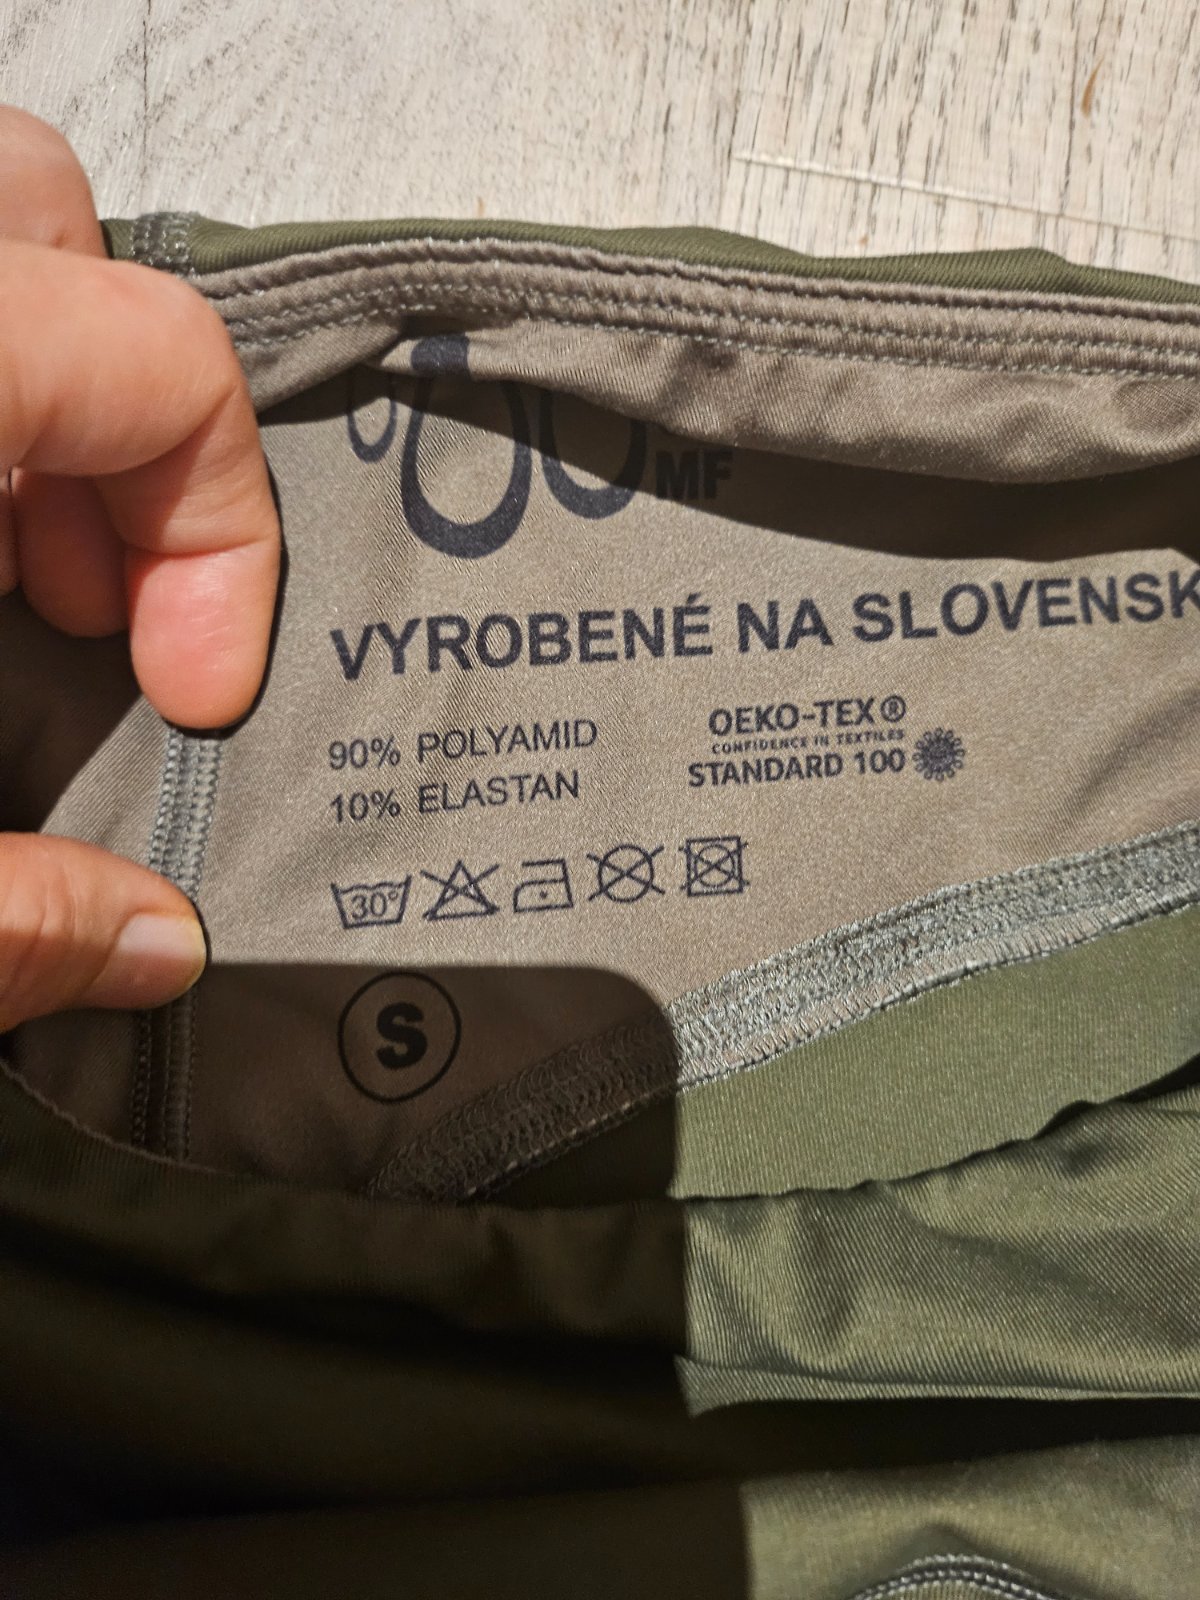 MF
VYROBENÉ NA SLOVENSK
90% POLYAMID
10% ELASTAN
OEKO-TEX®
CONFIDENCE IN TEXTILES
STANDARD 100
30°
S